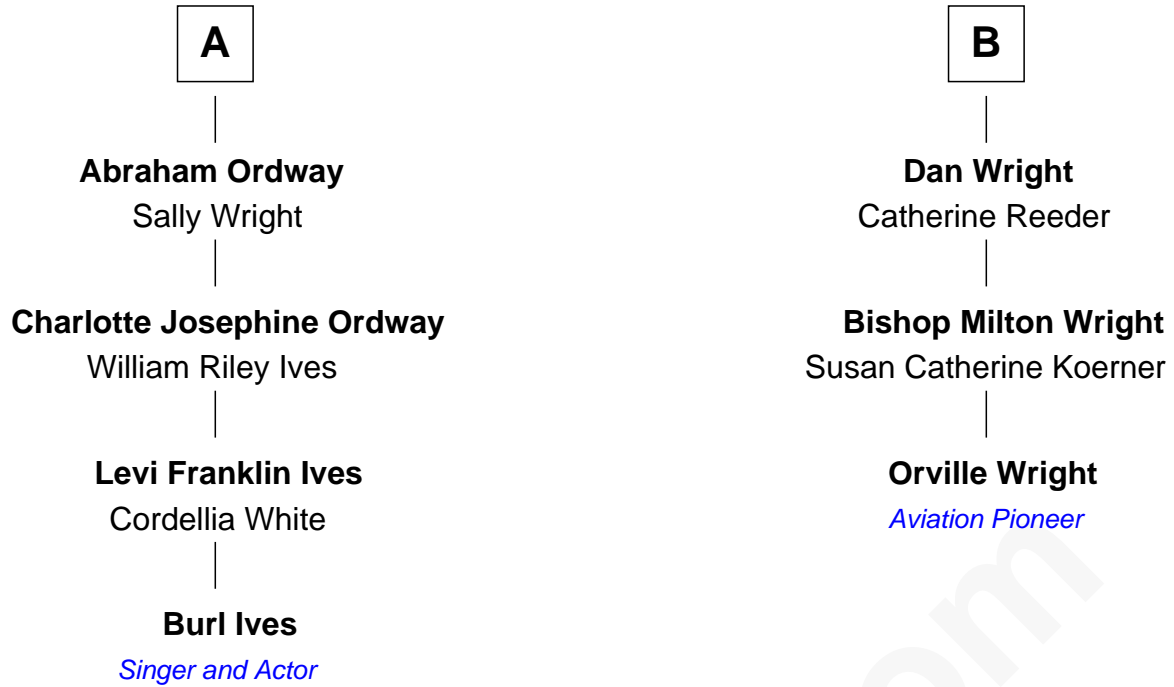 A
Abraham Ordway
Sally Wright
Charlotte Josephine Ordway
William Riley Ives
Levi Franklin Ives
Cordellia White
Burl Ives
Singer and Actor
B
Dan Wright
Catherine Reeder
Bishop Milton Wright
Susan Catherine Koerner
Orville Wright
Aviation Pioneer